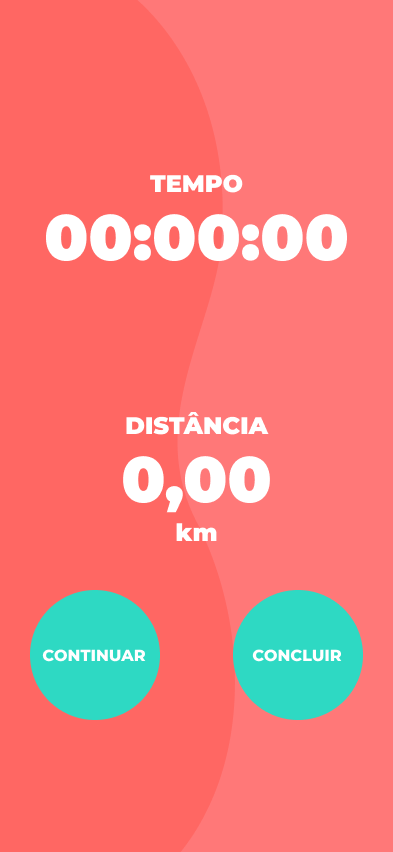 TEMPO
00:00:00
DISTÂNCIA
0,00
km
CONTINUAR
CONCLUIR